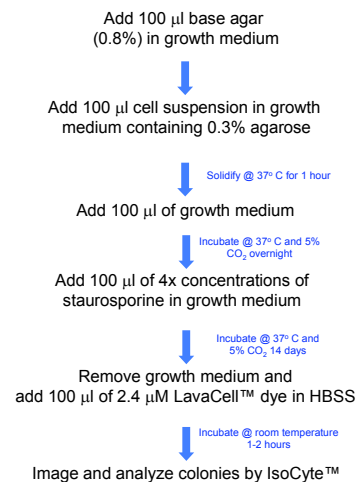 Add 100 µl base agar
(0.8%) in growth medium
Add 100 µl cell suspension in growth
medium containing 0.3% agarose
Solidify @ 37º C for 1 hour
Add 100 µl of growth medium
Incubate @ 37º C and 5%
CO₂ overnight
Add 100 µl of 4x concentrations of
staurosporine in growth medium
Incubate @ 37º C and
5% CO₂ 14 days
Remove growth medium and
add 100 µl of 2.4 µM LavaCell™ dye in HBSS
Incubate @ room temperature
1-2 hours
Image and analyze colonies by IsoCyte™